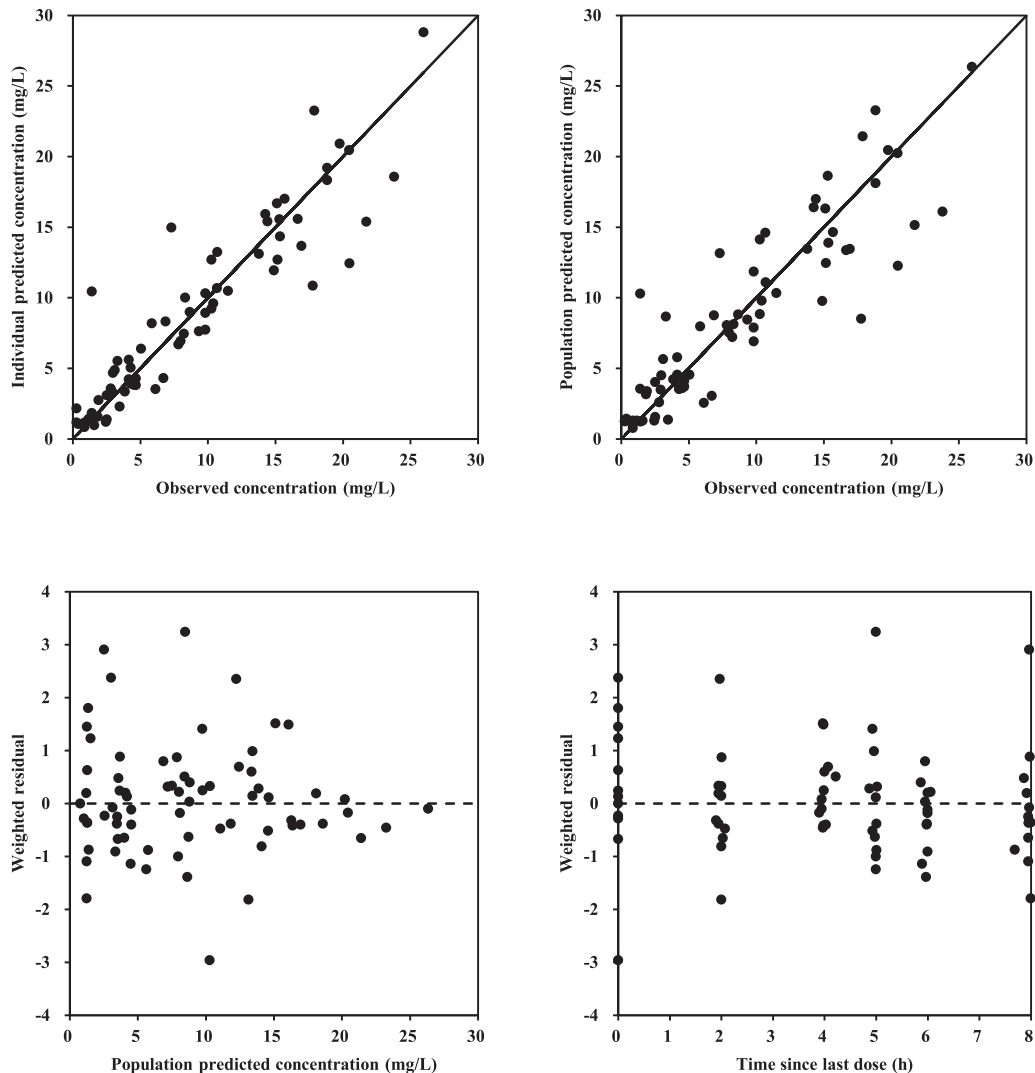 Individual predicted concentration (mg/L)
30
25
20
15
10
5
0
0 5 10 15 20 25 30
Observed concentration (mg/L)
Population predicted concentration (mg/L)
30
25
20
15
10
5
0
0 5 10 15 20 25 30
Observed concentration (mg/L)
Weighted residual
4
3
2
1
0
-1
-2
-3
-4
0 5 10 15 20 25 30
Population predicted concentration (mg/L)
Weighted residual
4
3
2
1
0
-1
-2
-3
-4
0 1 2 3 4 5 6 7 8
Time since last dose (h)